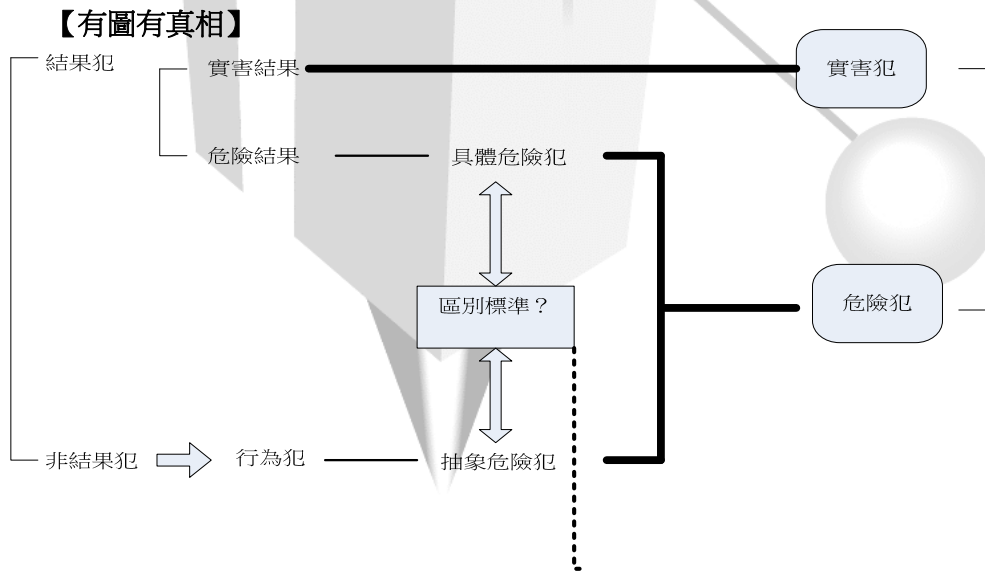 【有圖有真相】
結果犯
實害結果
實害犯
危險結果
具體危險犯
區別標準？
危險犯
非結果犯
行為犯
抽象危險犯